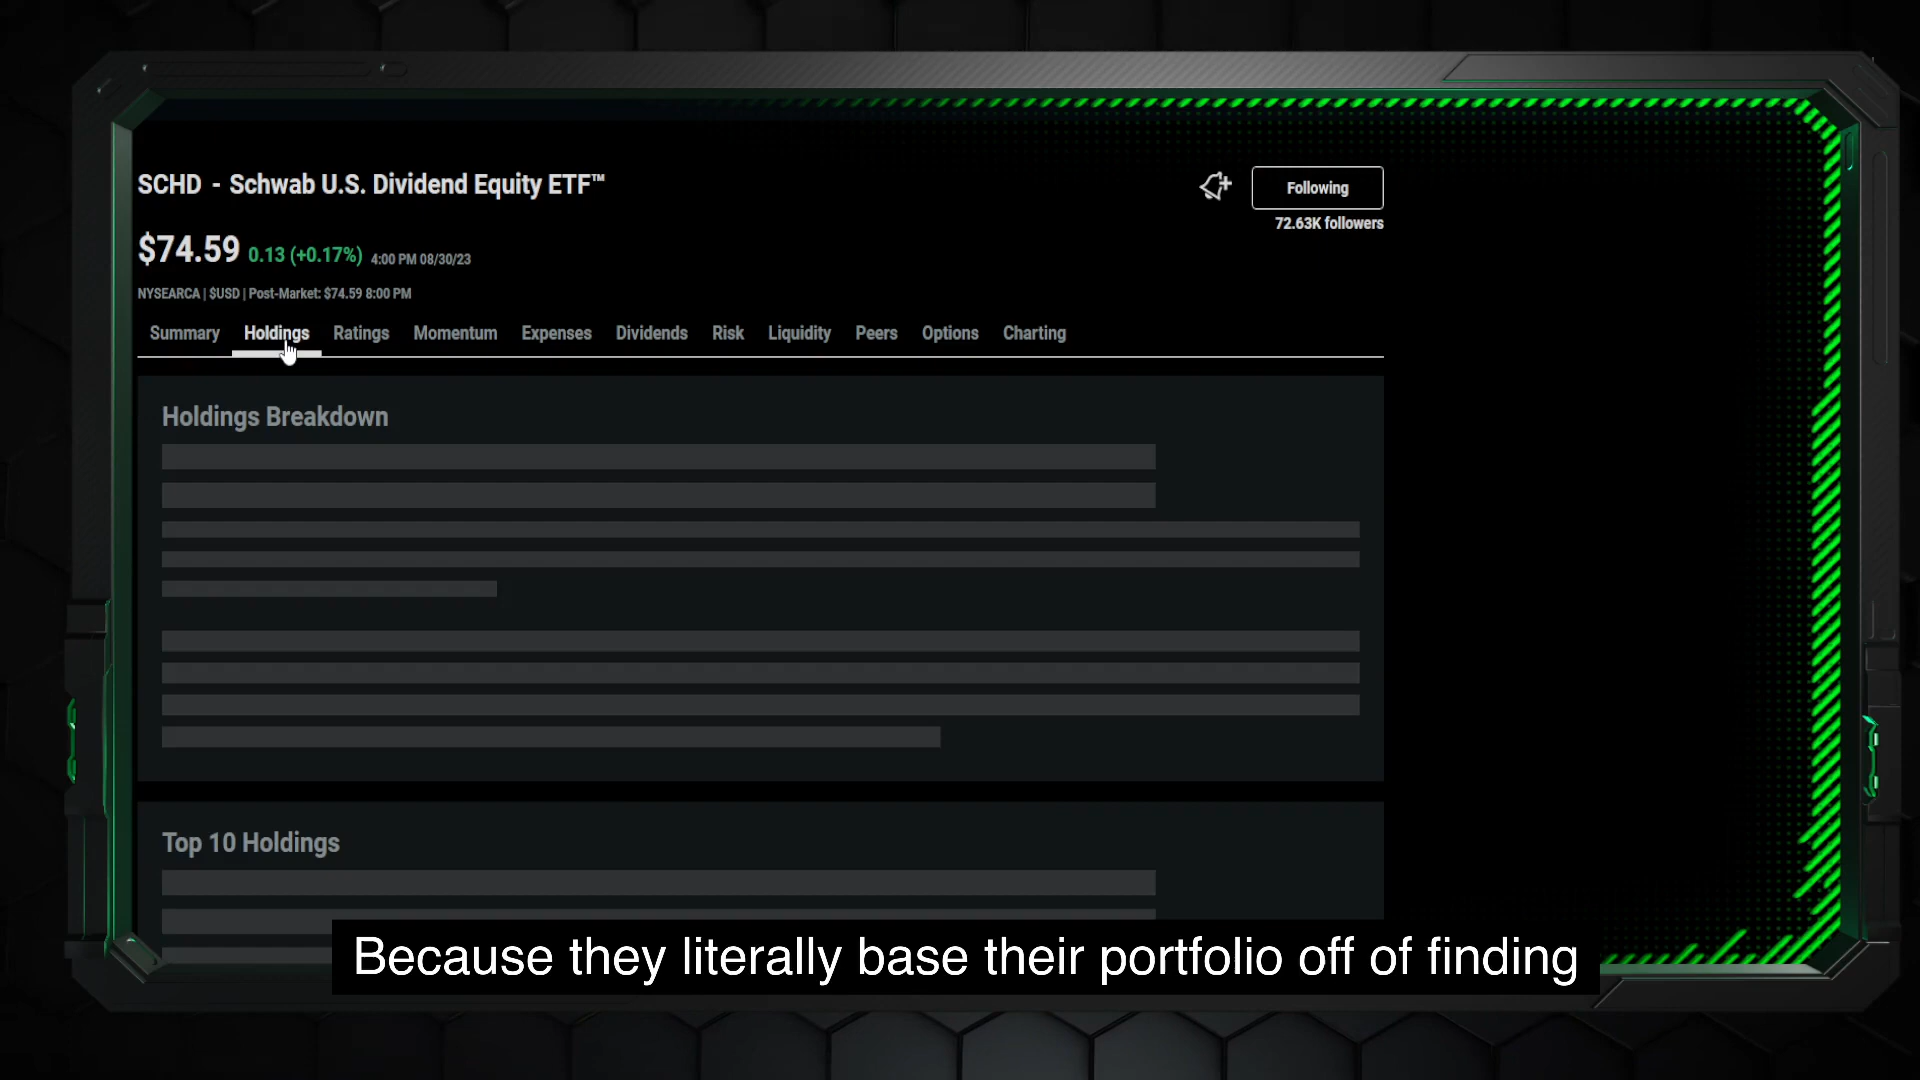 SCHD - Schwab U.S. Dividend Equity ETF™
Following
72.63K followers
$74.59 0.13 (+0.17%) 4:00 PM 08/30/23
NYSEARCA | $USD | Post-Market: $74.59 8:00 PM
Summary Holdings Ratings Momentum Expenses Dividends Risk Liquidity Peers Options Charting
Holdings Breakdown
Top 10 Holdings
Because they literally base their portfolio off of finding